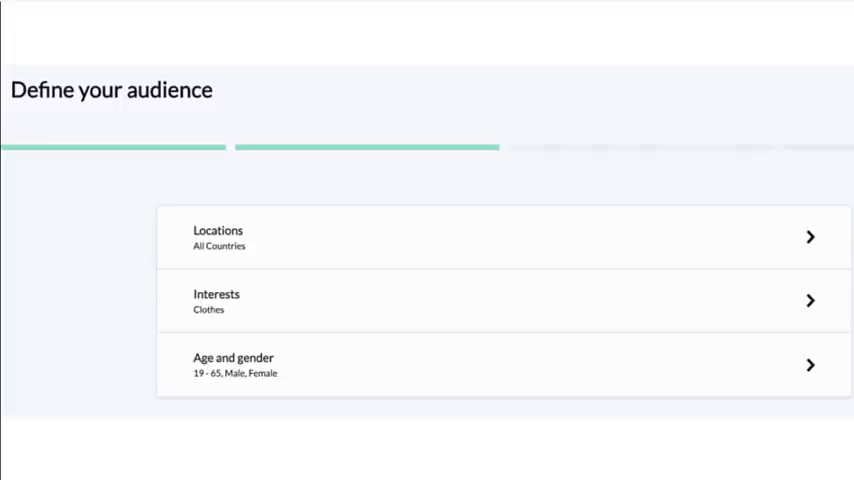 Define your audience
Locations
All Countries
Interests
Clothes
Age and gender
19 - 65, Male, Female